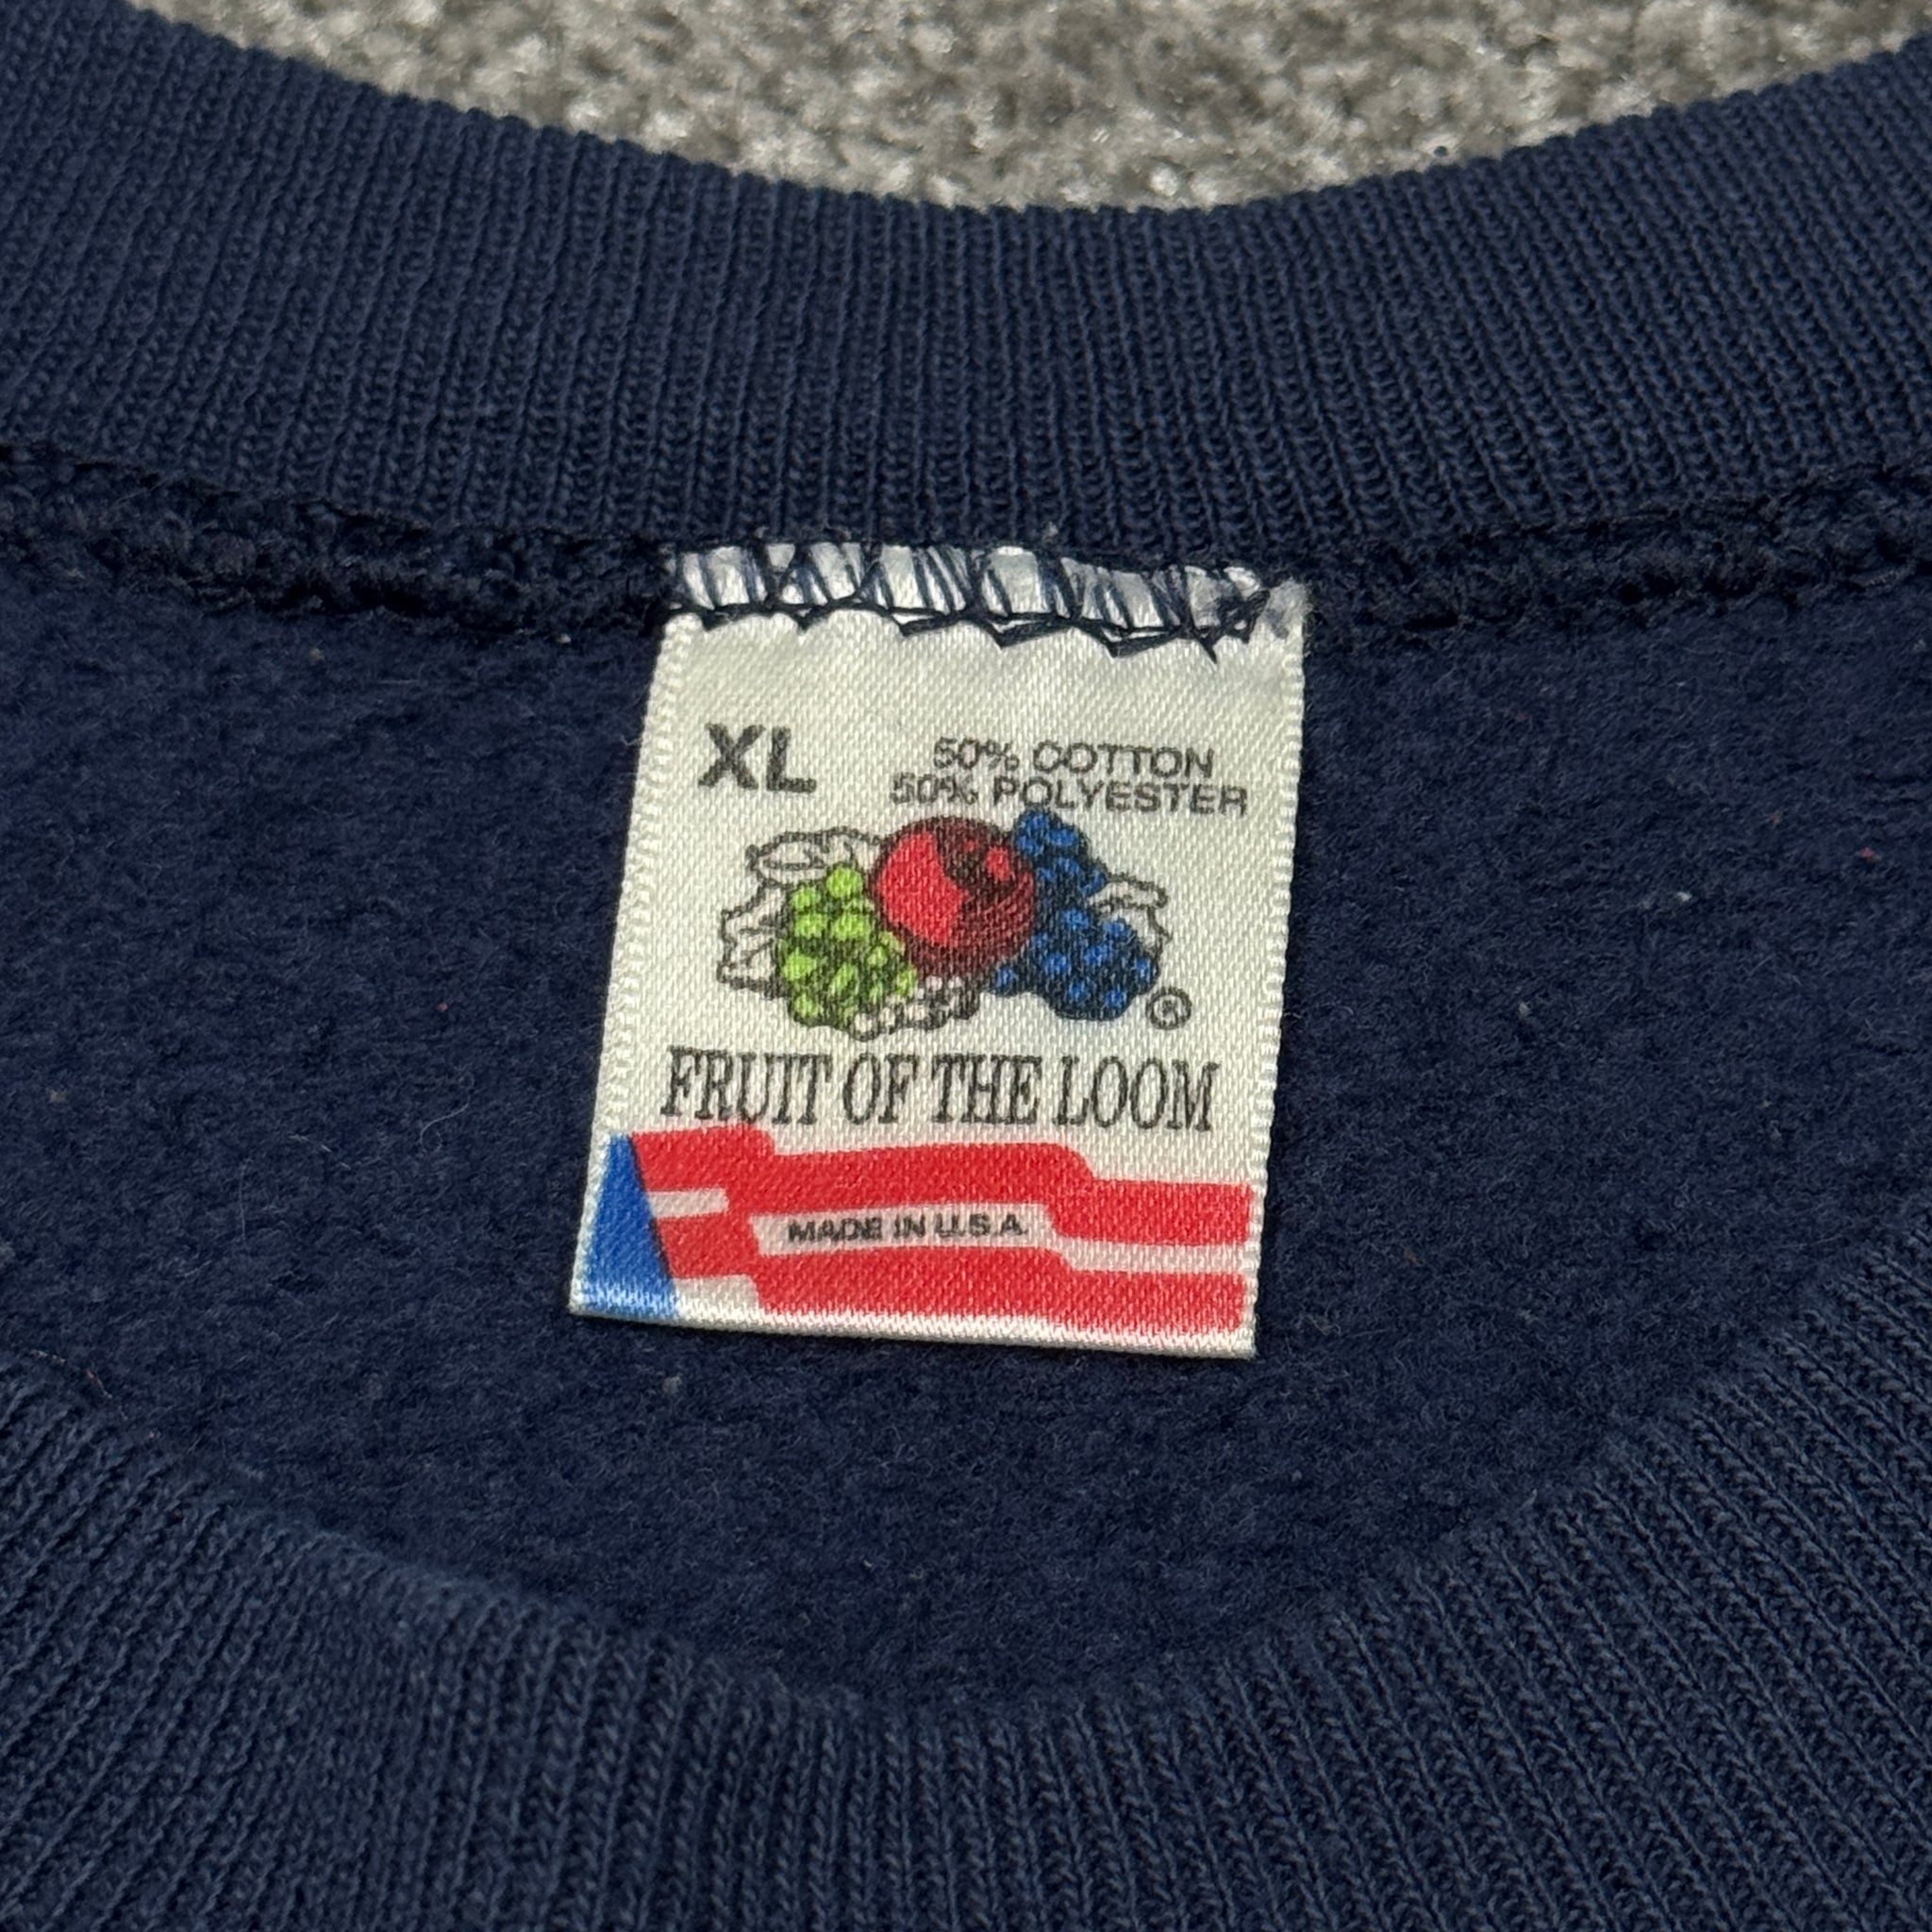 XL
50% COTTON
50% POLYESTER
®
FRUIT OF THE LOOM
MADE IN U.S.A.